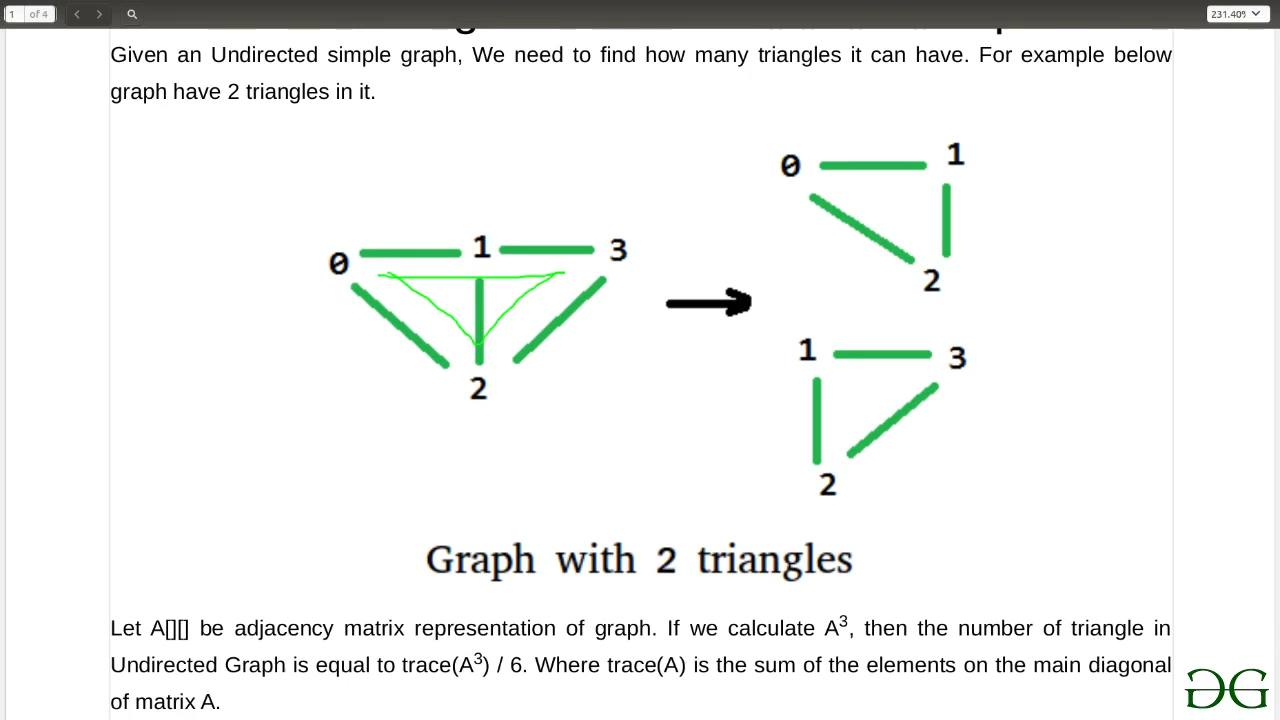 1 of 4
231.40%
Given an Undirected simple graph, We need to find how many triangles it can have. For example below
graph have 2 triangles in it.
0 1
2
0 1 3
2
1 3
2
Graph with 2 triangles
Let A[][] be adjacency matrix representation of graph. If we calculate A³, then the number of triangle in
Undirected Graph is equal to trace(A³) / 6. Where trace(A) is the sum of the elements on the main diagonal
of matrix A.